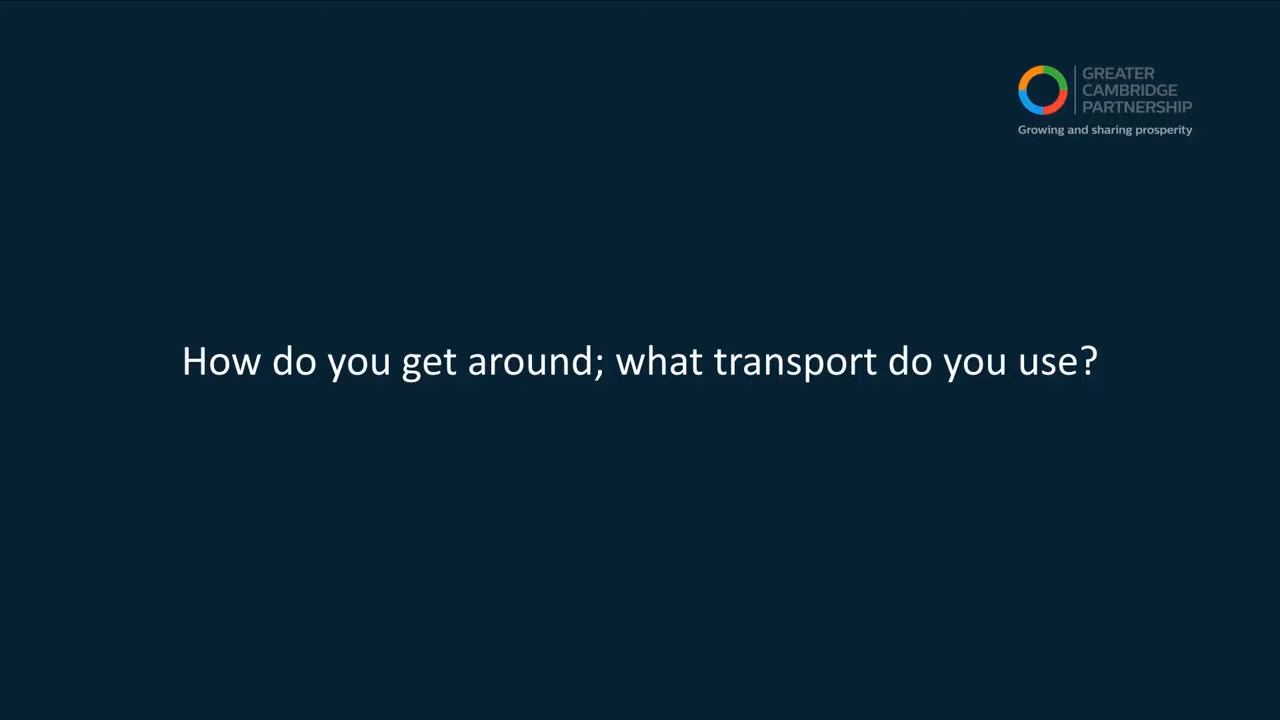 GREATER
CAMBRIDGE
PARTNERSHIP
Growing and sharing prosperity
How do you get around; what transport do you use?